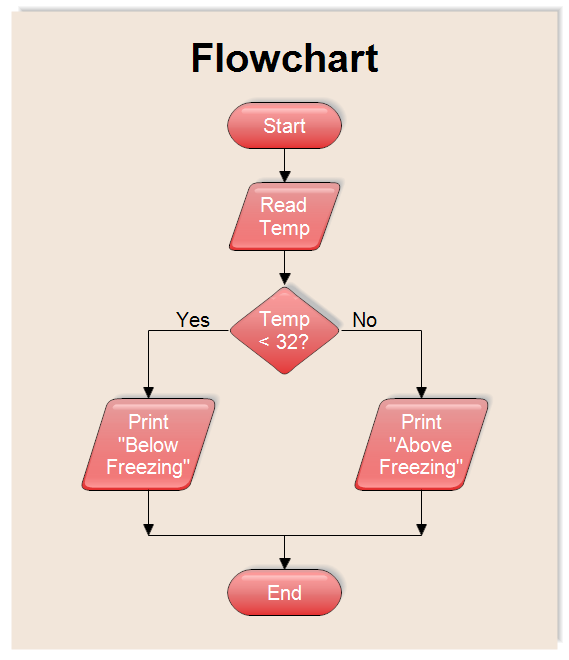 Flowchart
Start
Read
Temp
Temp
< 32?
Yes
No
Print
"Below
Freezing"
Print
"Above
Freezing"
End